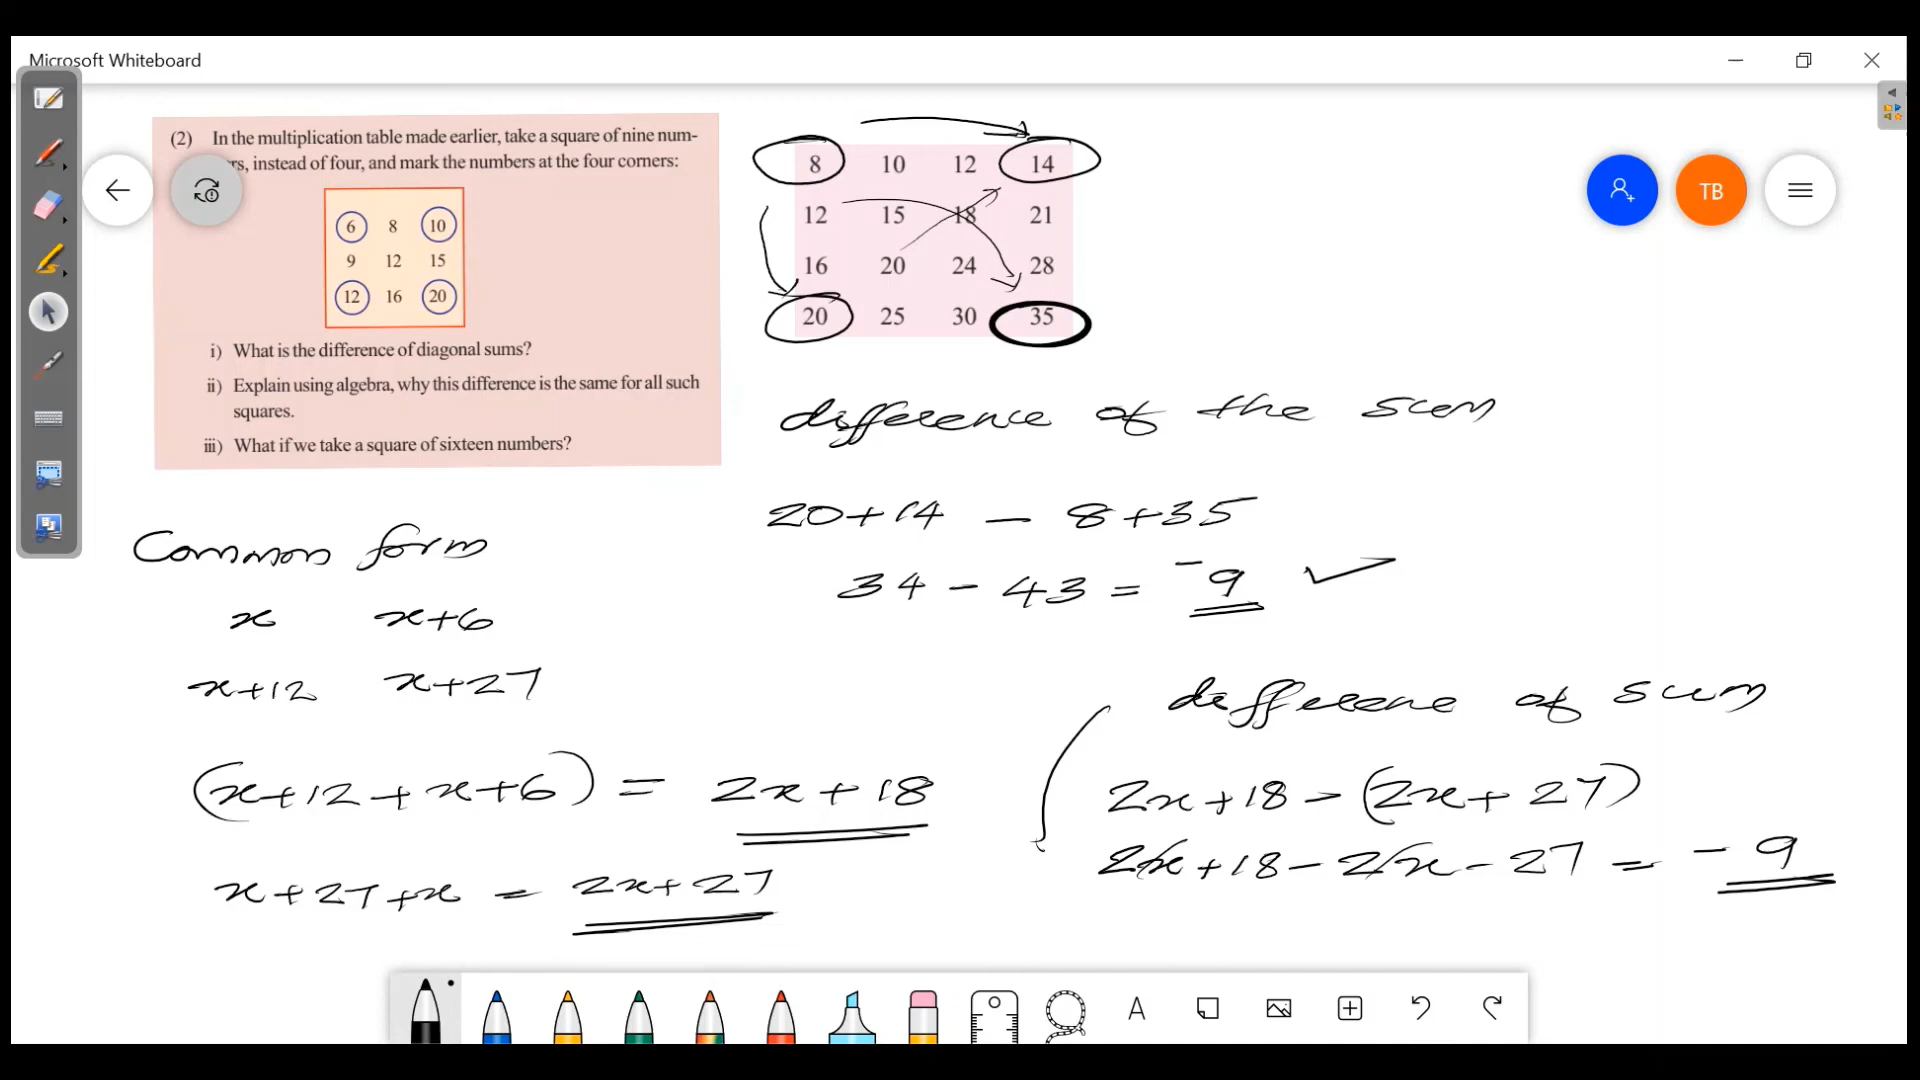 Microsoft Whiteboard
(2) In the multiplication table made earlier, take a square of nine num-
rs, instead of four, and mark the numbers at the four corners:
6 8 10
9 12 15
12 16 20
i) What is the difference of diagonal sums?
ii) Explain using algebra, why this difference is the same for all such
squares.
iii) What if we take a square of sixteen numbers?
8 10 12 14
12 15 18 21
16 20 24 28
20 25 30 35
TB
difference of the sum
20+14 - 8+35
34 - 43 = -9 ✓
Common form
x x+6
x+12 x+27
(x+12+x+6) = 2x+18
x+27+x = 2x+27
difference of sum
2x+18-(2x+27)
2x+18-2x-27 = -9
A